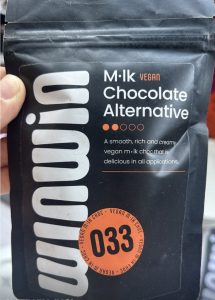 M·lk VEGAN
Chocolate
Alternative
A smooth, rich and creamy
vegan m·lk choc that is
delicious in all applications.
winwin
033